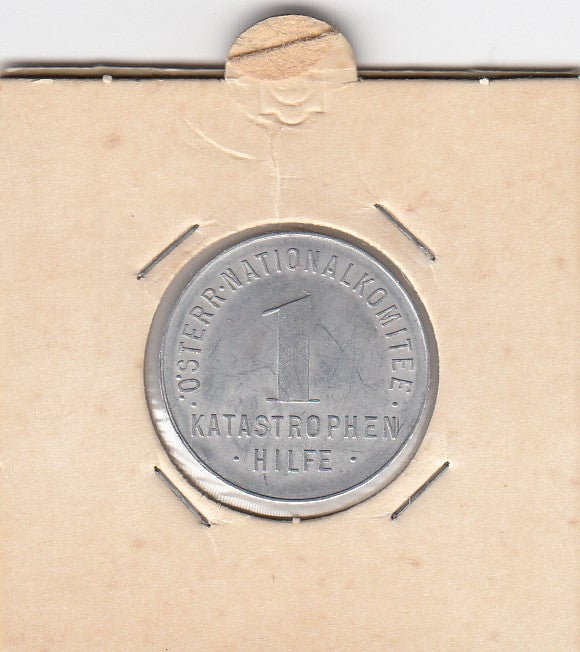 ·ÖSTERR·NATIONALKOMITEE·
1
KATASTROPHEN
·HILFE·